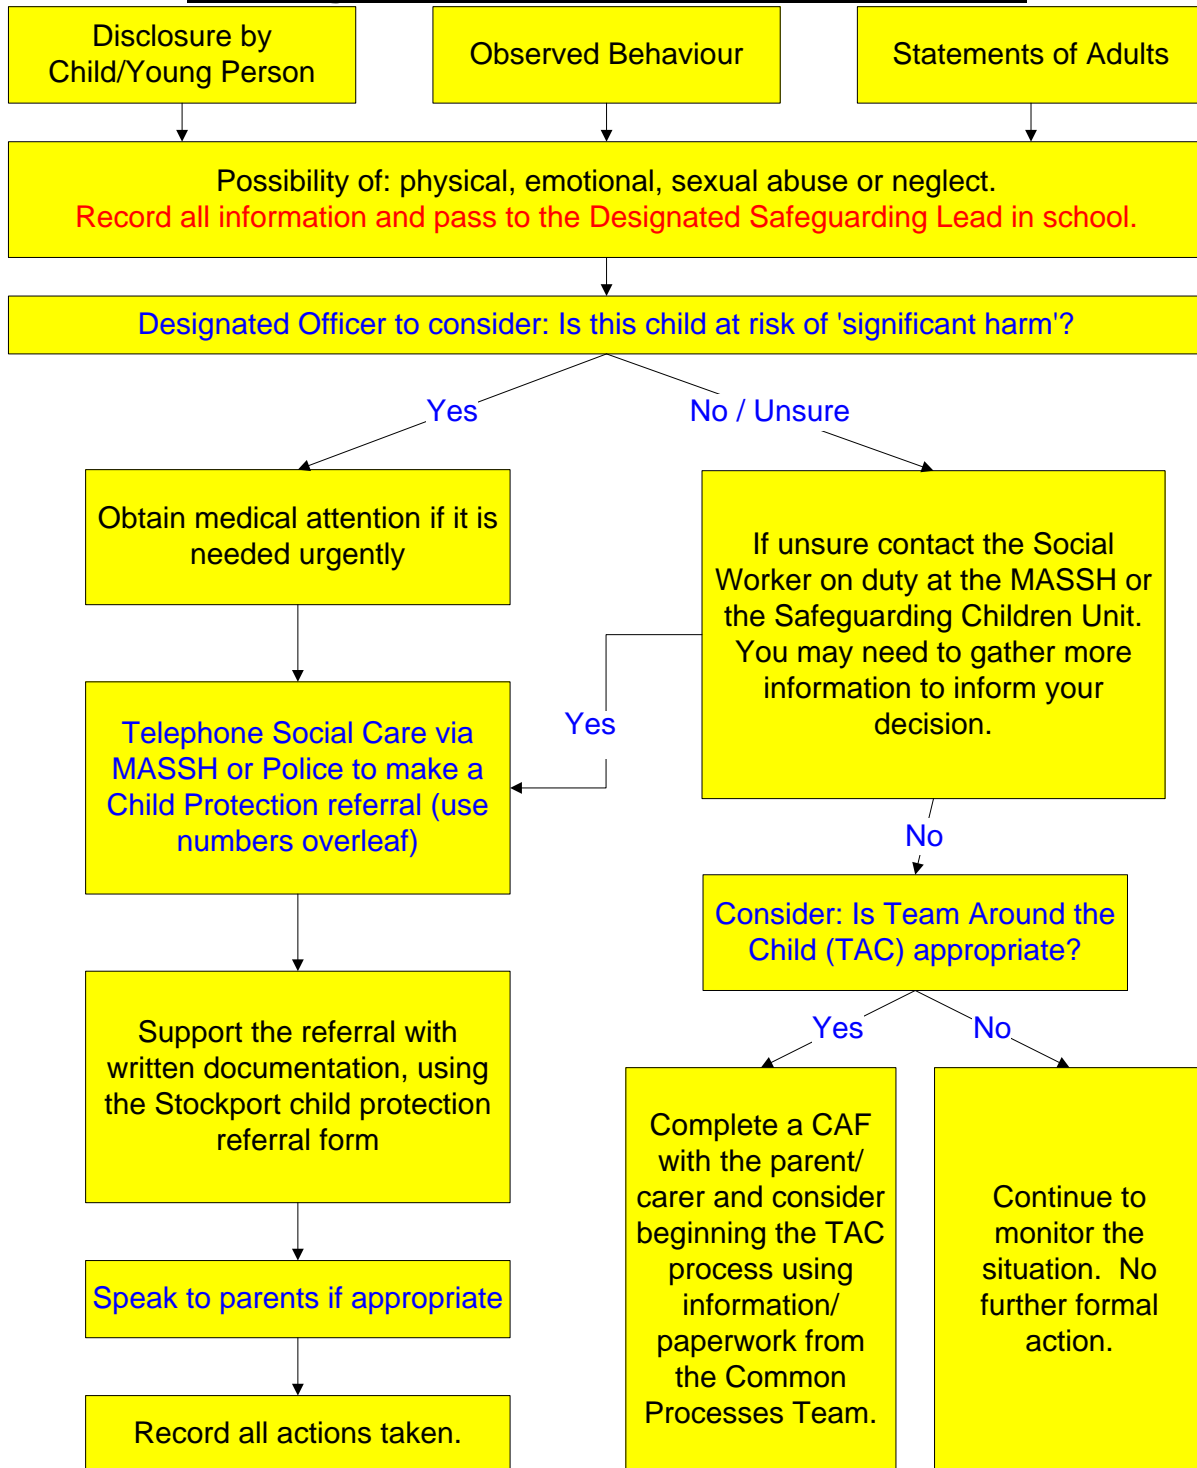 Disclosure by
Child/Young Person
Observed Behaviour
Statements of Adults
Possibility of: physical, emotional, sexual abuse or neglect.
Record all information and pass to the Designated Safeguarding Lead in school.
Designated Officer to consider: Is this child at risk of 'significant harm'?
Yes
No / Unsure
Obtain medical attention if it is
needed urgently
If unsure contact the Social
Worker on duty at the MASSH or
the Safeguarding Children Unit.
You may need to gather more
information to inform your
decision.
Yes
Telephone Social Care via
MASSH or Police to make a
Child Protection referral (use
numbers overleaf)
No
Consider: Is Team Around the
Child (TAC) appropriate?
Yes
No
Support the referral with
written documentation, using
the Stockport child protection
referral form
Complete a CAF
with the parent/
carer and consider
beginning the TAC
process using
information/
paperwork from
the Common
Processes Team.
Continue to
monitor the
situation.  No
further formal
action.
Speak to parents if appropriate
Record all actions taken.